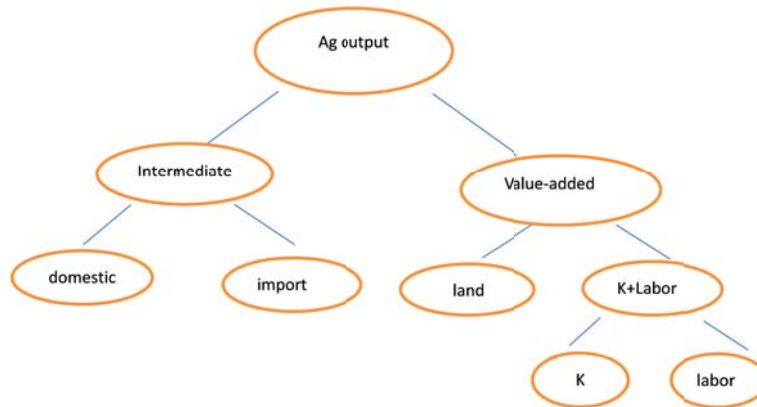 Ag output
Intermediate
Value-added
domestic
import
land
K+Labor
K
labor